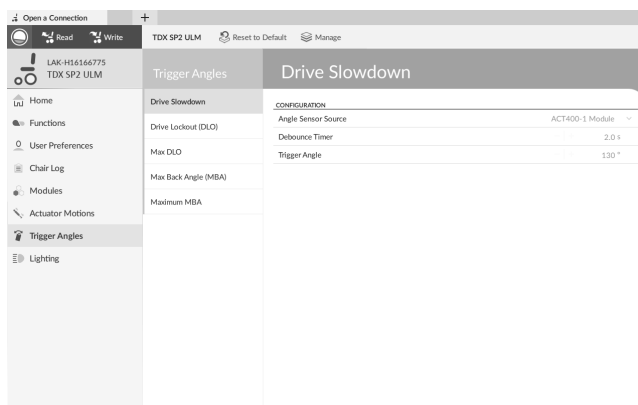 Open a Connection
+
Read Write TDX SP2 ULM Reset to Default Manage
LAK-H16166775
TDX SP2 ULM
Trigger Angles
Drive Slowdown
Home
Functions
User Preferences
Chair Log
Modules
Actuator Motions
Trigger Angles
Lighting
Drive Slowdown
Drive Lockout (DLO)
Max DLO
Max Back Angle (MBA)
Maximum MBA
CONFIGURATION
Angle Sensor Source ACT400-1 Module
Debounce Timer 2.0 s
Trigger Angle 130 °